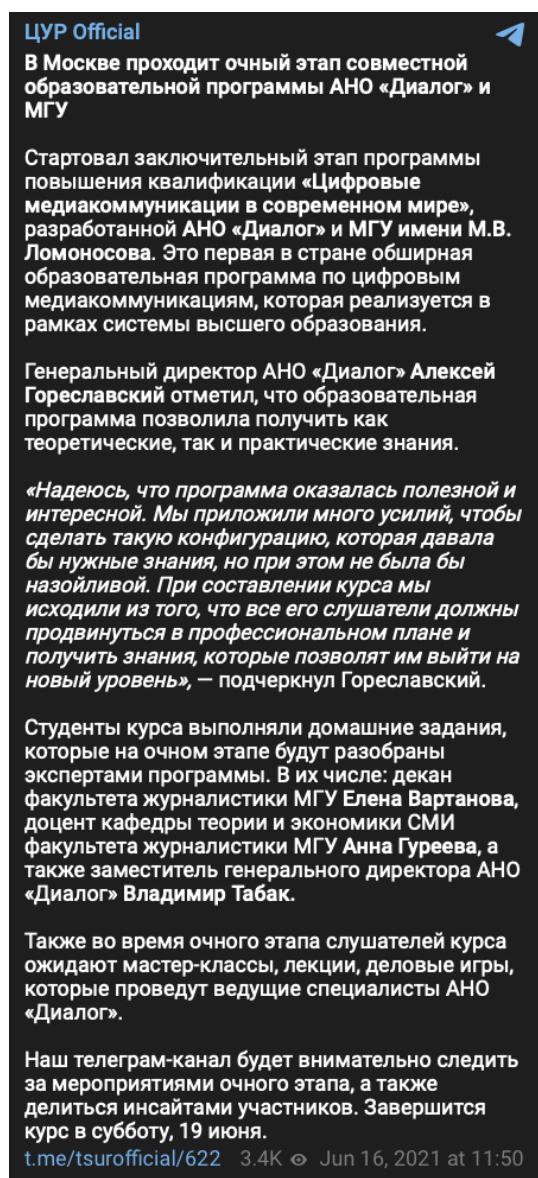 ЦУР Official
В Москве проходит очный этап совместной
образовательной программы АНО «Диалог» и
МГУ
Стартовал заключительный этап программы
повышения квалификации «Цифровые
медиакоммуникации в современном мире»,
разработанной АНО «Диалог» и МГУ имени М.В.
Ломоносова. Это первая в стране обширная
образовательная программа по цифровым
медиакоммуникациям, которая реализуется в
рамках системы высшего образования.
Генеральный директор АНО «Диалог» Алексей
Гореславский отметил, что образовательная
программа позволила получить как
теоретические, так и практические знания.
«Надеюсь, что программа оказалась полезной и
интересной. Мы приложили много усилий, чтобы
сделать такую конфигурацию, которая давала
бы нужные знания, но при этом не была бы
назойливой. При составлении курса мы
исходили из того, что все его слушатели должны
продвинуться в профессиональном плане и
получить знания, которые позволят им выйти на
новый уровень», — подчеркнул Гореславский.
Студенты курса выполняли домашние задания,
которые на очном этапе будут разобраны
экспертами программы. В их числе: декан
факультета журналистики МГУ Елена Вартанова,
доцент кафедры теории и экономики СМИ
факультета журналистики МГУ Анна Гуреева, а
также заместитель генерального директора АНО
«Диалог» Владимир Табак.
Также во время очного этапа слушателей курса
ожидают мастер-классы, лекции, деловые игры,
которые проведут ведущие специалисты АНО
«Диалог».
Наш телеграм-канал будет внимательно следить
за мероприятиями очного этапа, а также
делиться инсайтами участников. Завершится
курс в субботу, 19 июня.
t.me/tsurofficial/622 3.4K Jun 16, 2021 at 11:50